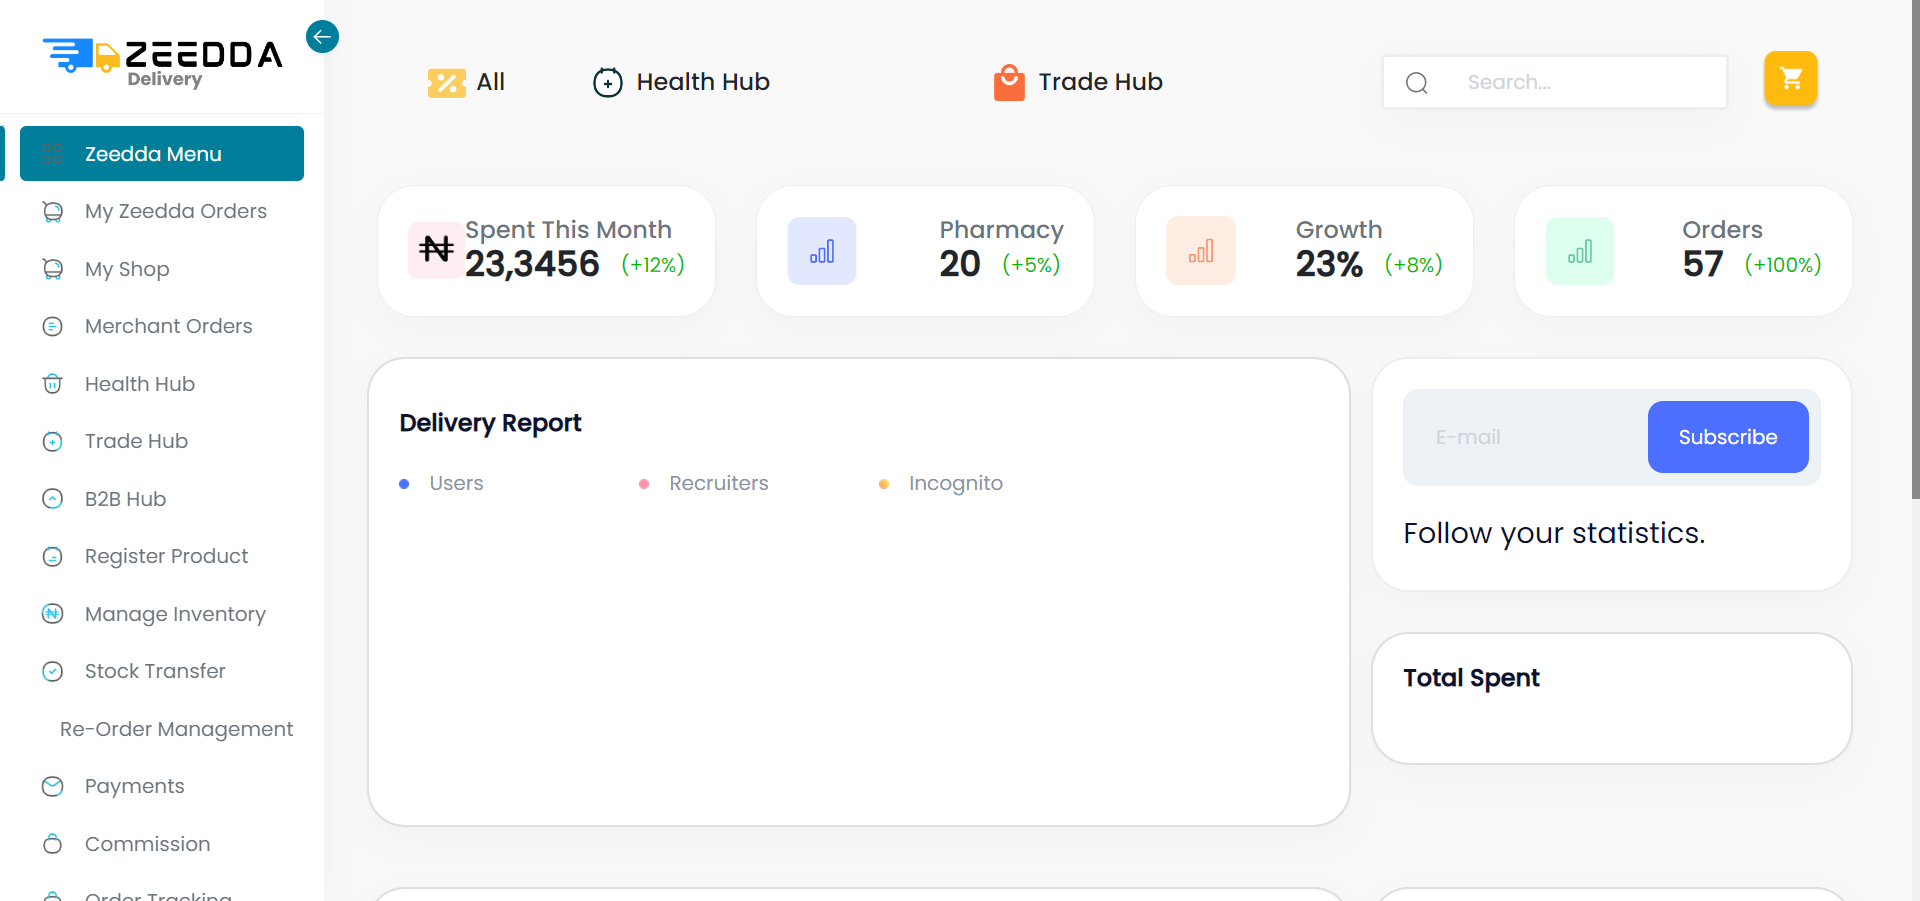 ZEEDDA
Delivery
Zeedda Menu
My Zeedda Orders
My Shop
Merchant Orders
Health Hub
Trade Hub
B2B Hub
Register Product
Manage Inventory
Stock Transfer
Re-Order Management
Payments
Commission
Order Tracking
All
Health Hub
Trade Hub
Search...
₦
Spent This Month
23,3456 (+12%)
Pharmacy
20 (+5%)
Growth
23% (+8%)
Orders
57 (+100%)
Delivery Report
Users
Recruiters
Incognito
E-mail
Subscribe
Follow your statistics.
Total Spent